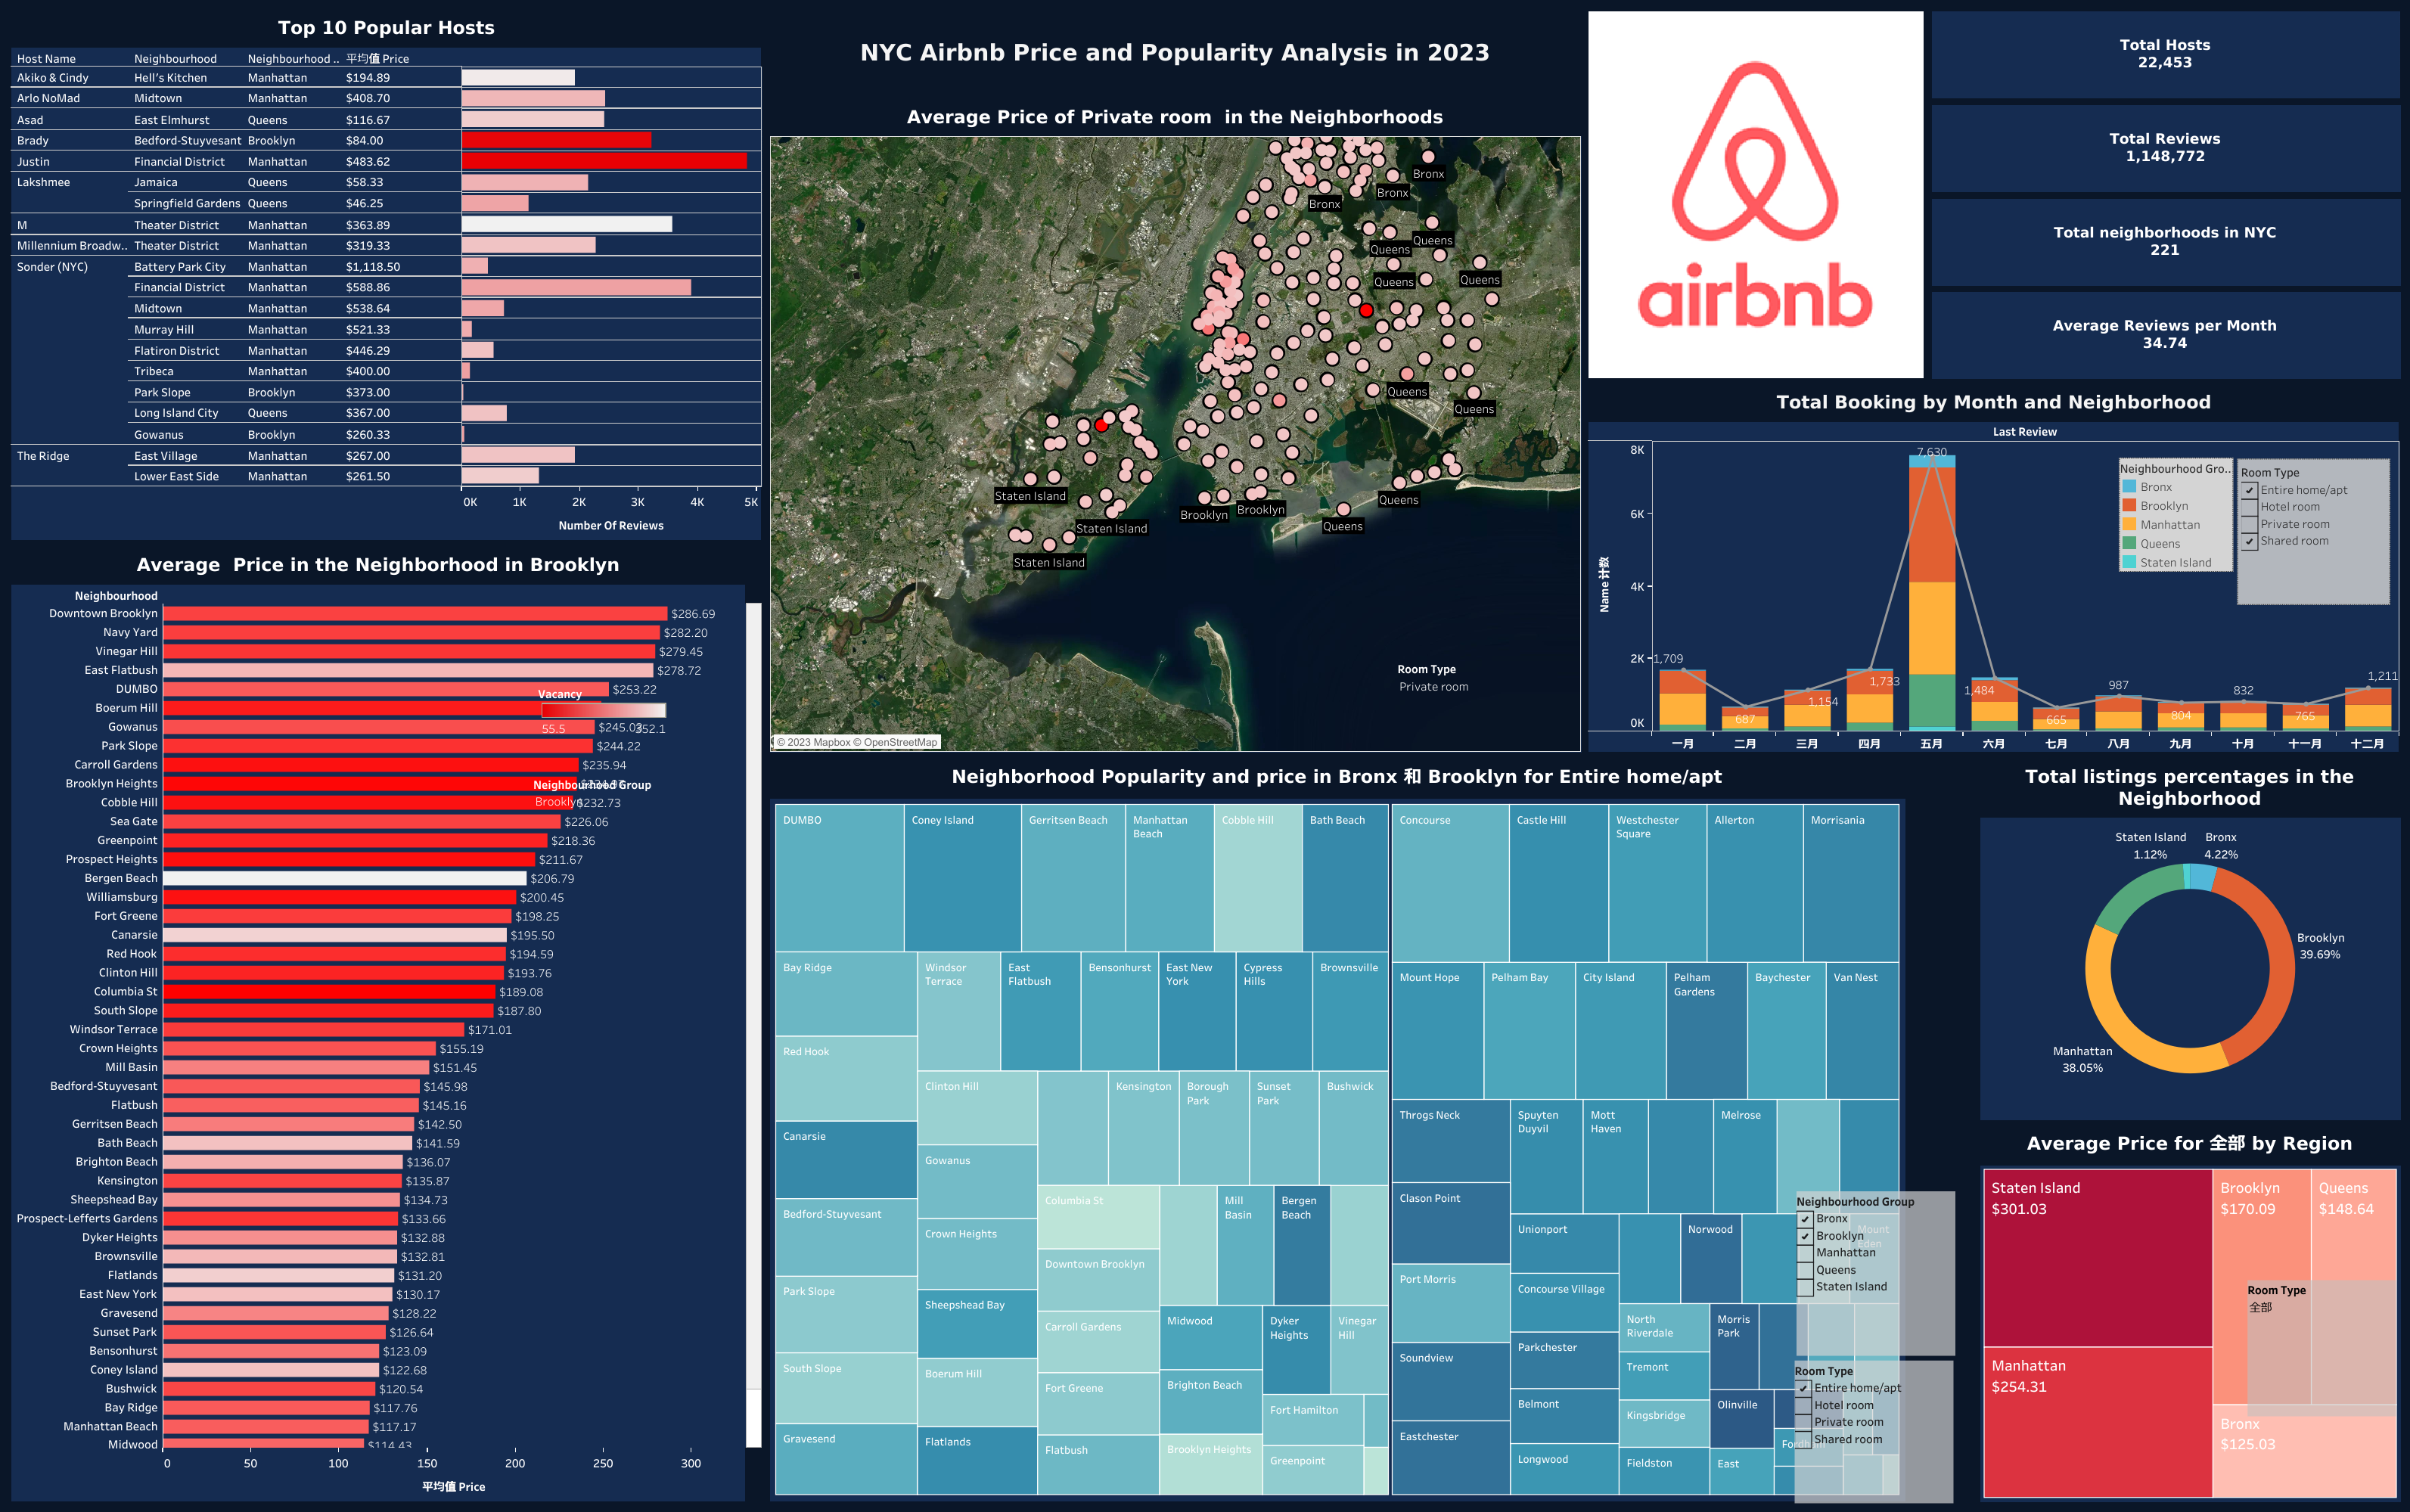 Top 10 Popular Hosts
Host Name Neighbourhood Neighbourhood .. 平均值 Price
Akiko & Cindy Hell's Kitchen Manhattan $194.89
Arlo NoMad Midtown Manhattan $408.70
Asad East Elmhurst Queens $116.67
Brady Bedford-Stuyvesant Brooklyn $84.00
Justin Financial District Manhattan $483.62
Lakshmee Jamaica Queens $58.33
Springfield Gardens Queens $46.25
M Theater District Manhattan $363.89
Millennium Broadw.. Theater District Manhattan $319.33
Sonder (NYC) Battery Park City Manhattan $1,118.50
Financial District Manhattan $588.86
Midtown Manhattan $538.64
Murray Hill Manhattan $521.33
Flatiron District Manhattan $446.29
Tribeca Manhattan $400.00
Park Slope Brooklyn $373.00
Long Island City Queens $367.00
Gowanus Brooklyn $260.33
The Ridge East Village Manhattan $267.00
Lower East Side Manhattan $261.50
0K 1K 2K 3K 4K 5K
Number Of Reviews
Average Price in the Neighborhood in Brooklyn
Neighbourhood
Downtown Brooklyn $286.69
Navy Yard $282.20
Vinegar Hill $279.45
East Flatbush $278.72
DUMBO $253.22
Boerum Hill
Gowanus
Park Slope $244.22
Carroll Gardens $235.94
Brooklyn Heights
Cobble Hill $232.73
Sea Gate $226.06
Greenpoint $218.36
Prospect Heights $211.67
Bergen Beach $206.79
Williamsburg $200.45
Fort Greene $198.25
Canarsie $195.50
Red Hook $194.59
Clinton Hill $193.76
Columbia St $189.08
South Slope $187.80
Windsor Terrace $171.01
Crown Heights $155.19
Mill Basin $151.45
Bedford-Stuyvesant $145.98
Flatbush $145.16
Gerritsen Beach $142.50
Bath Beach $141.59
Brighton Beach $136.07
Kensington $135.87
Sheepshead Bay $134.73
Prospect-Lefferts Gardens $133.66
Dyker Heights $132.88
Brownsville $132.81
Flatlands $131.20
East New York $130.17
Gravesend $128.22
Sunset Park $126.64
Bensonhurst $123.09
Coney Island $122.68
Bushwick $120.54
Bay Ridge $117.76
Manhattan Beach $117.17
Midwood $114.43
0 50 100 150 200 250 300
平均值 Price
Vacancy
55.5 352.1
Neighbourhood Group
Brooklyn
NYC Airbnb Price and Popularity Analysis in 2023
Average Price of Private room in the Neighborhoods
Bronx
Bronx
Bronx
Queens
Queens
Queens
Queens
Queens
Queens
Staten Island
Queens
Brooklyn
Brooklyn
Queens
Staten Island
Staten Island
Room Type
Private room
© 2023 Mapbox © OpenStreetMap
airbnb
Total Hosts
22,453
Total Reviews
1,148,772
Total neighborhoods in NYC
221
Average Reviews per Month
34.74
Total Booking by Month and Neighborhood
Last Review
8K
6K
4K
2K
0K
Name 计数
1,709
687
1,154
1,733
7,630
1,484
665
987
804
832
765
1,211
一月 二月 三月 四月 五月 六月 七月 八月 九月 十月 十一月 十二月
Neighbourhood Gro..
Bronx
Brooklyn
Manhattan
Queens
Staten Island
Room Type
Entire home/apt
Hotel room
Private room
Shared room
Neighborhood Popularity and price in Bronx 和 Brooklyn for Entire home/apt
DUMBO
Coney Island
Gerritsen Beach
Manhattan
Beach
Cobble Hill
Bath Beach
Bay Ridge
Windsor
Terrace
East
Flatbush
Bensonhurst
East New
York
Cypress
Hills
Brownsville
Red Hook
Clinton Hill
Kensington
Borough
Park
Sunset
Park
Bushwick
Canarsie
Gowanus
Columbia St
Mill
Basin
Bergen
Beach
Bedford-Stuyvesant
Crown Heights
Downtown Brooklyn
Park Slope
Sheepshead Bay
Carroll Gardens
Midwood
Dyker
Heights
Vinegar
Hill
South Slope
Boerum Hill
Fort Greene
Brighton Beach
Fort Hamilton
Gravesend
Flatlands
Flatbush
Brooklyn Heights
Greenpoint
Concourse
Castle Hill
Westchester
Square
Allerton
Morrisania
Mount Hope
Pelham Bay
City Island
Pelham
Gardens
Baychester
Van Nest
Throgs Neck
Spuyten
Duyvil
Mott
Haven
Melrose
Clason Point
Unionport
Norwood
Mount
Eden
Port Morris
Concourse Village
North
Riverdale
Morris
Park
Soundview
Parkchester
Tremont
Belmont
Kingsbridge
Olinville
Eastchester
Longwood
Fieldston
East
Neighbourhood Group
Bronx
Brooklyn
Manhattan
Queens
Staten Island
Room Type
Entire home/apt
Hotel room
Private room
Shared room
Total listings percentages in the
Neighborhood
Staten Island
1.12%
Bronx
4.22%
Brooklyn
39.69%
Manhattan
38.05%
Average Price for 全部 by Region
Staten Island
$301.03
Brooklyn
$170.09
Queens
$148.64
Manhattan
$254.31
Bronx
$125.03
Room Type
全部